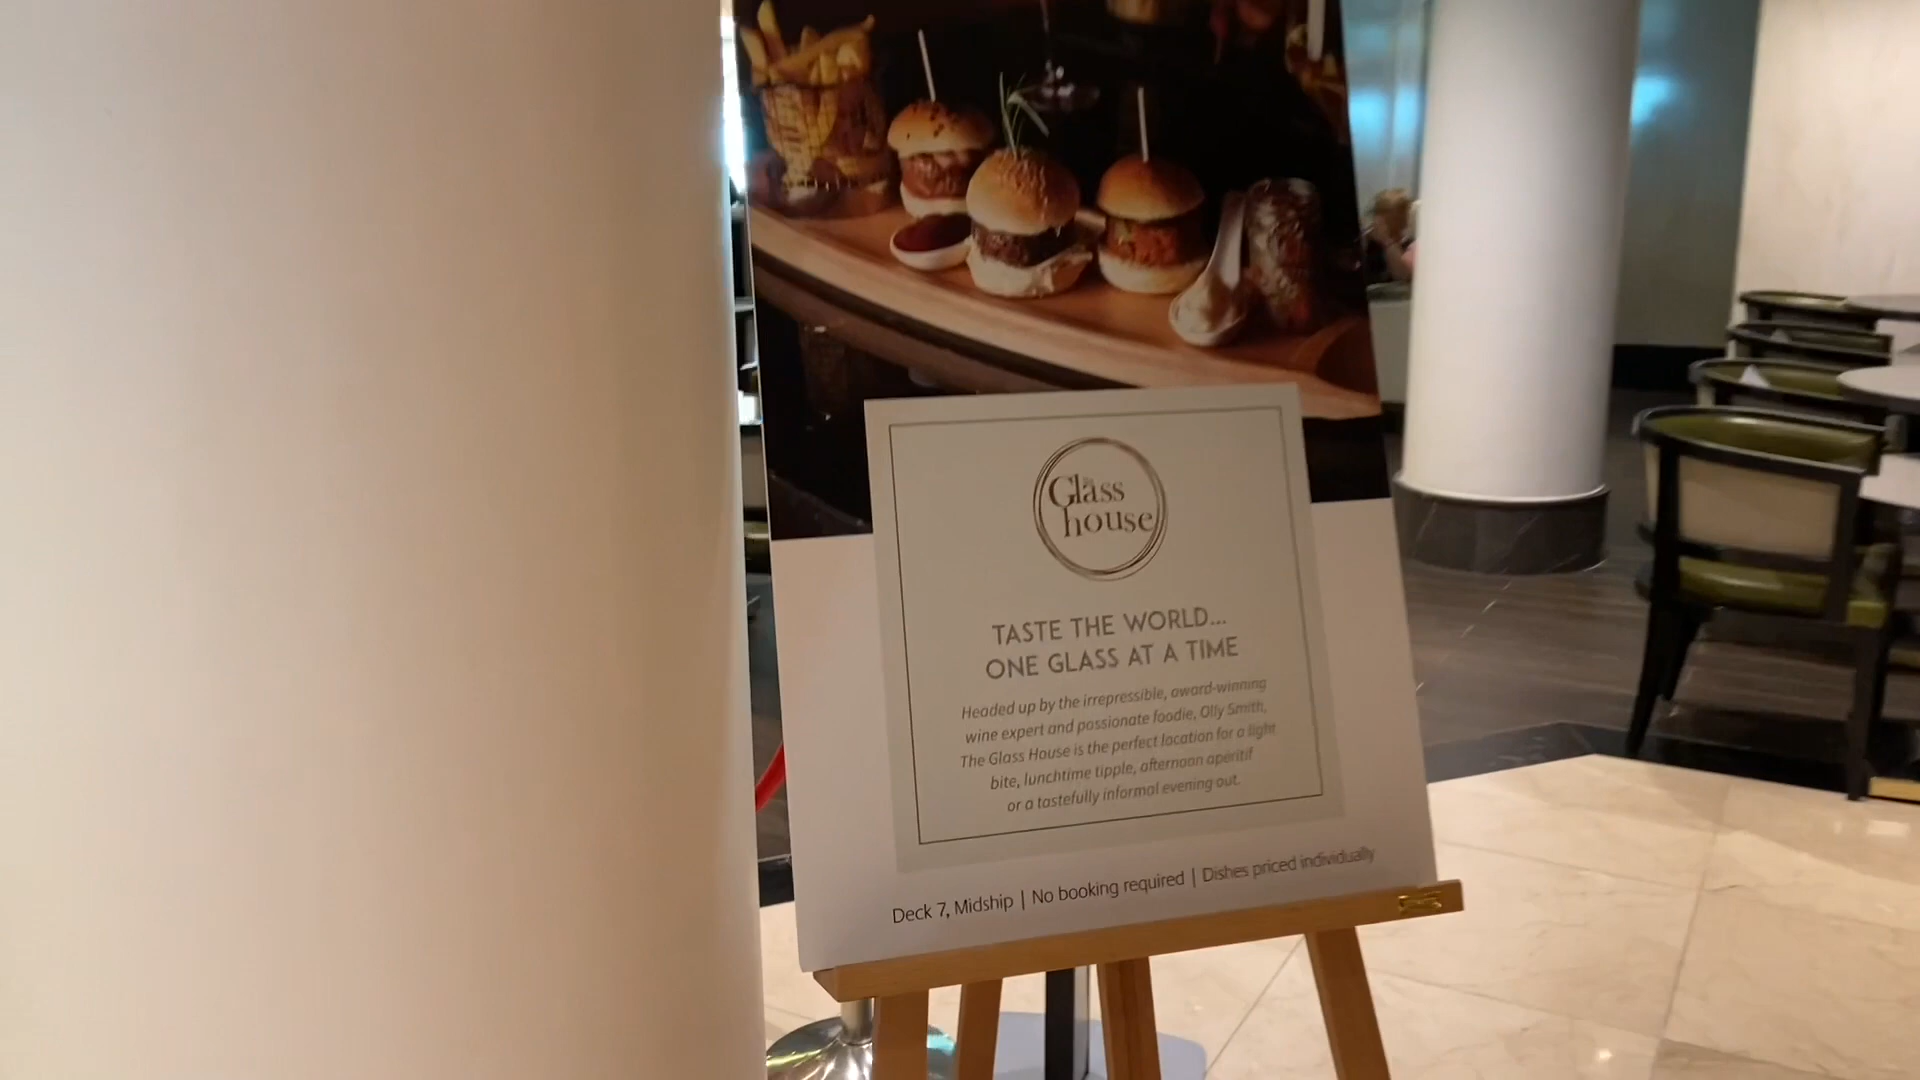 Glass
house
TASTE THE WORLD...
ONE GLASS AT A TIME
Headed up by the irrepressible, award-winning
wine expert and passionate foodie, Olly Smith,
The Glass House is the perfect location for a light
bite, lunchtime tipple, afternoon aperitif
or a tastefully informal evening out.
Deck 7, Midship | No booking required | Dishes priced individually